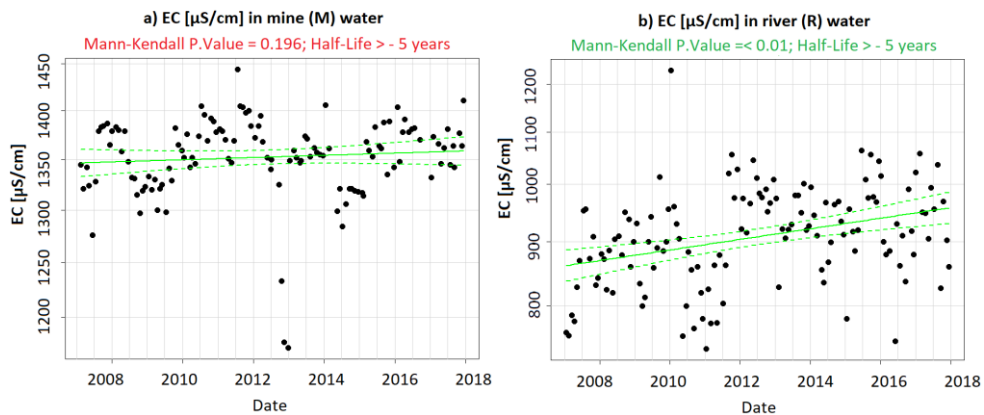 a) EC [µS/cm] in mine (M) water
Mann-Kendall P.Value = 0.196; Half-Life > - 5 years
EC [µS/cm]
1450
1400
1350
1300
1250
1200
2008
2010
2012
2014
2016
2018
Date
b) EC [µS/cm] in river (R) water
Mann-Kendall P.Value =< 0.01; Half-Life > - 5 years
EC [µS/cm]
1200
1100
1000
900
800
2008
2010
2012
2014
2016
2018
Date